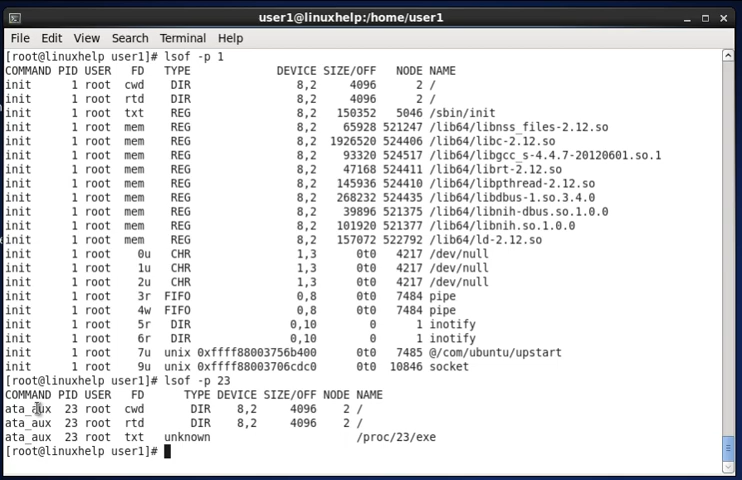 user1@linuxhelp:/home/user1
File Edit View Search Terminal Help
[root@linuxhelp user1]# lsof -p 1
COMMAND PID USER FD TYPE DEVICE SIZE/OFF NODE NAME
init 1 root cwd DIR 8,2 4096 2 /
init 1 root rtd DIR 8,2 4096 2 /
init 1 root txt REG 8,2 150352 5046 /sbin/init
init 1 root mem REG 8,2 65928 521247 /lib64/libnss_files-2.12.so
init 1 root mem REG 8,2 1926520 524406 /lib64/libc-2.12.so
init 1 root mem REG 8,2 93320 524517 /lib64/libgcc_s-4.4.7-20120601.so.1
init 1 root mem REG 8,2 47168 524411 /lib64/librt-2.12.so
init 1 root mem REG 8,2 145936 524410 /lib64/libpthread-2.12.so
init 1 root mem REG 8,2 268232 524435 /lib64/libdbus-1.so.3.4.0
init 1 root mem REG 8,2 39896 521375 /lib64/libnih-dbus.so.1.0.0
init 1 root mem REG 8,2 101920 521377 /lib64/libnih.so.1.0.0
init 1 root mem REG 8,2 157072 522792 /lib64/ld-2.12.so
init 1 root 0u CHR 1,3 0t0 4217 /dev/null
init 1 root 1u CHR 1,3 0t0 4217 /dev/null
init 1 root 2u CHR 1,3 0t0 4217 /dev/null
init 1 root 3r FIFO 0,8 0t0 7484 pipe
init 1 root 4w FIFO 0,8 0t0 7484 pipe
init 1 root 5r DIR 0,10 0 1 inotify
init 1 root 6r DIR 0,10 0 1 inotify
init 1 root 7u unix 0xffff88003756b400 0t0 7485 @/com/ubuntu/upstart
init 1 root 9u unix 0xffff88003706cdc0 0t0 10846 socket
[root@linuxhelp user1]# lsof -p 23
COMMAND PID USER FD TYPE DEVICE SIZE/OFF NODE NAME
ata_aux 23 root cwd DIR 8,2 4096 2 /
ata_aux 23 root rtd DIR 8,2 4096 2 /
ata_aux 23 root txt unknown /proc/23/exe
[root@linuxhelp user1]#